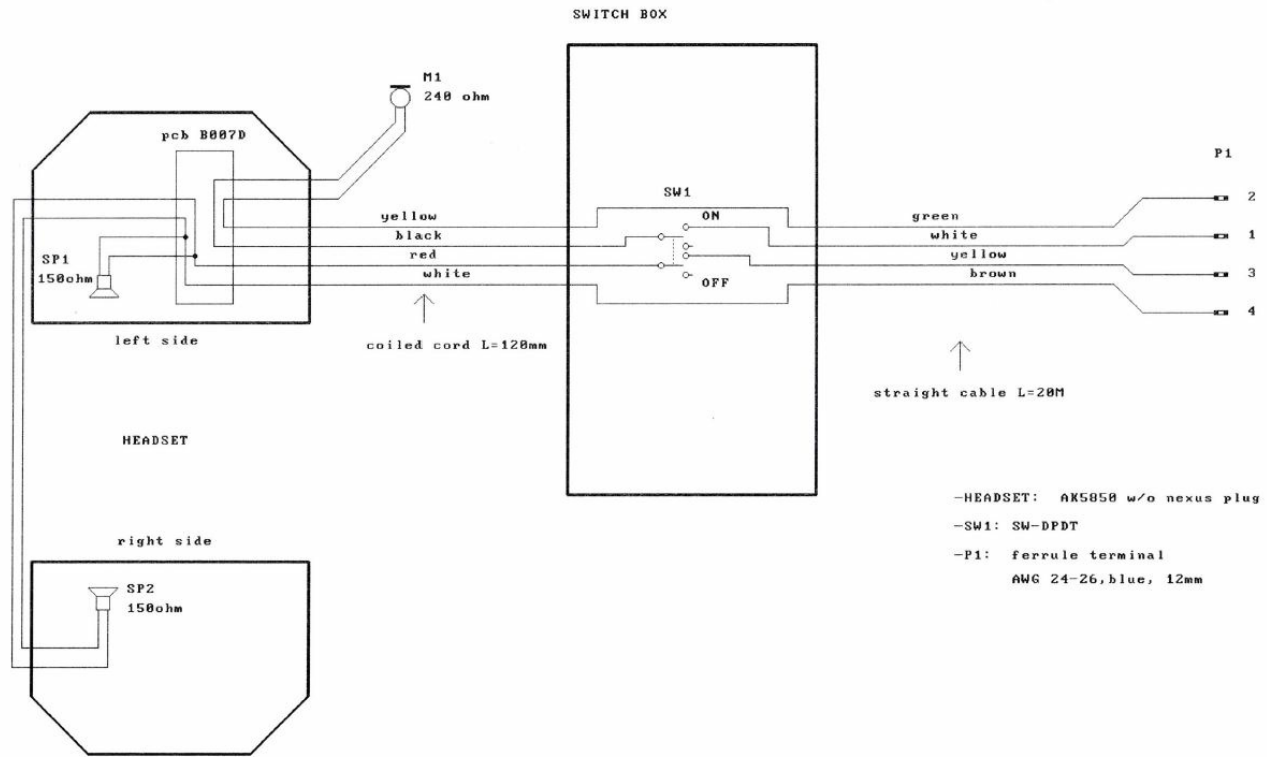 SWITCH BOX
M1
240 ohm
pcb B007D
P1
SW1
yellow
ON
green
2
black
white
1
red
yellow
SP1
150ohm
white
OFF
brown
3
4
left side
coiled cord L=120mm
straight cable L=20M
HEADSET
-HEADSET: AK5850 w/o nexus plug
-SW1: SW-DPDT
right side
-P1: ferrule terminal
AWG 24-26,blue, 12mm
SP2
150ohm